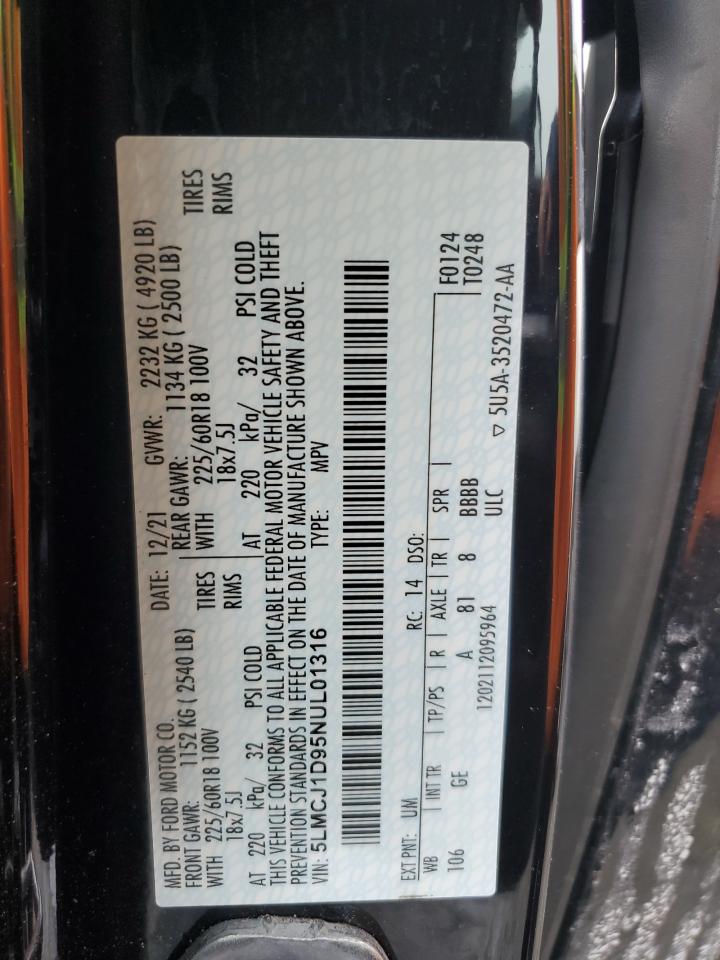 MFD. BY FORD MOTOR CO.
DATE: 12/21 GVWR: 2232 KG ( 4920 LB)
FRONT GAWR: 1152 KG ( 2540 LB) REAR GAWR: 1134 KG ( 2500 LB)
WITH 225/60R18 100V TIRES WITH 225/60R18 100V TIRES
18x7.5J RIMS 18x7.5J RIMS
AT 220 kPa/ 32 PSI COLD AT 220 kPa/ 32 PSI COLD
THIS VEHICLE CONFORMS TO ALL APPLICABLE FEDERAL MOTOR VEHICLE SAFETY AND THEFT
PREVENTION STANDARDS IN EFFECT ON THE DATE OF MANUFACTURE SHOWN ABOVE.
VIN: 5LMCJ1D95NUL01316 TYPE: MPV
EXT PNT: UM RC: 14 DSO: F0124
WB INT TR TP/PS R AXLE TR SPR T0248
106 GE A 81 8 BBBB
1202112095964 ULC ▽ 5U5A-3520472-AA